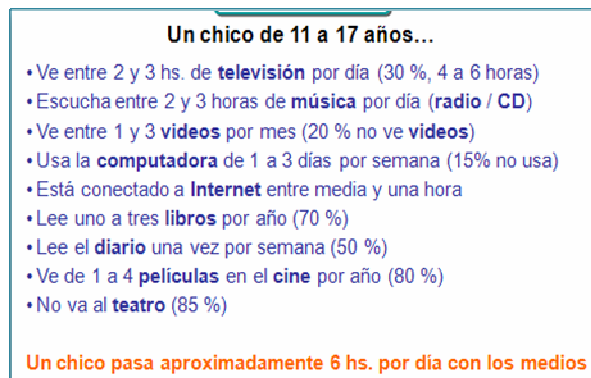 Un chico de 11 a 17 años...
• Ve entre 2 y 3 hs. de televisión por día (30 %, 4 a 6 horas)
• Escucha entre 2 y 3 horas de música por día (radio / CD)
• Ve entre 1 y 3 videos por mes (20 % no ve videos)
• Usa la computadora de 1 a 3 días por semana (15% no usa)
• Está conectado a Internet entre media y una hora
• Lee uno a tres libros por año (70 %)
• Lee el diario una vez por semana (50 %)
• Ve de 1 a 4 películas en el cine por año (80 %)
• No va al teatro (85 %)
Un chico pasa aproximadamente 6 hs. por día con los medios